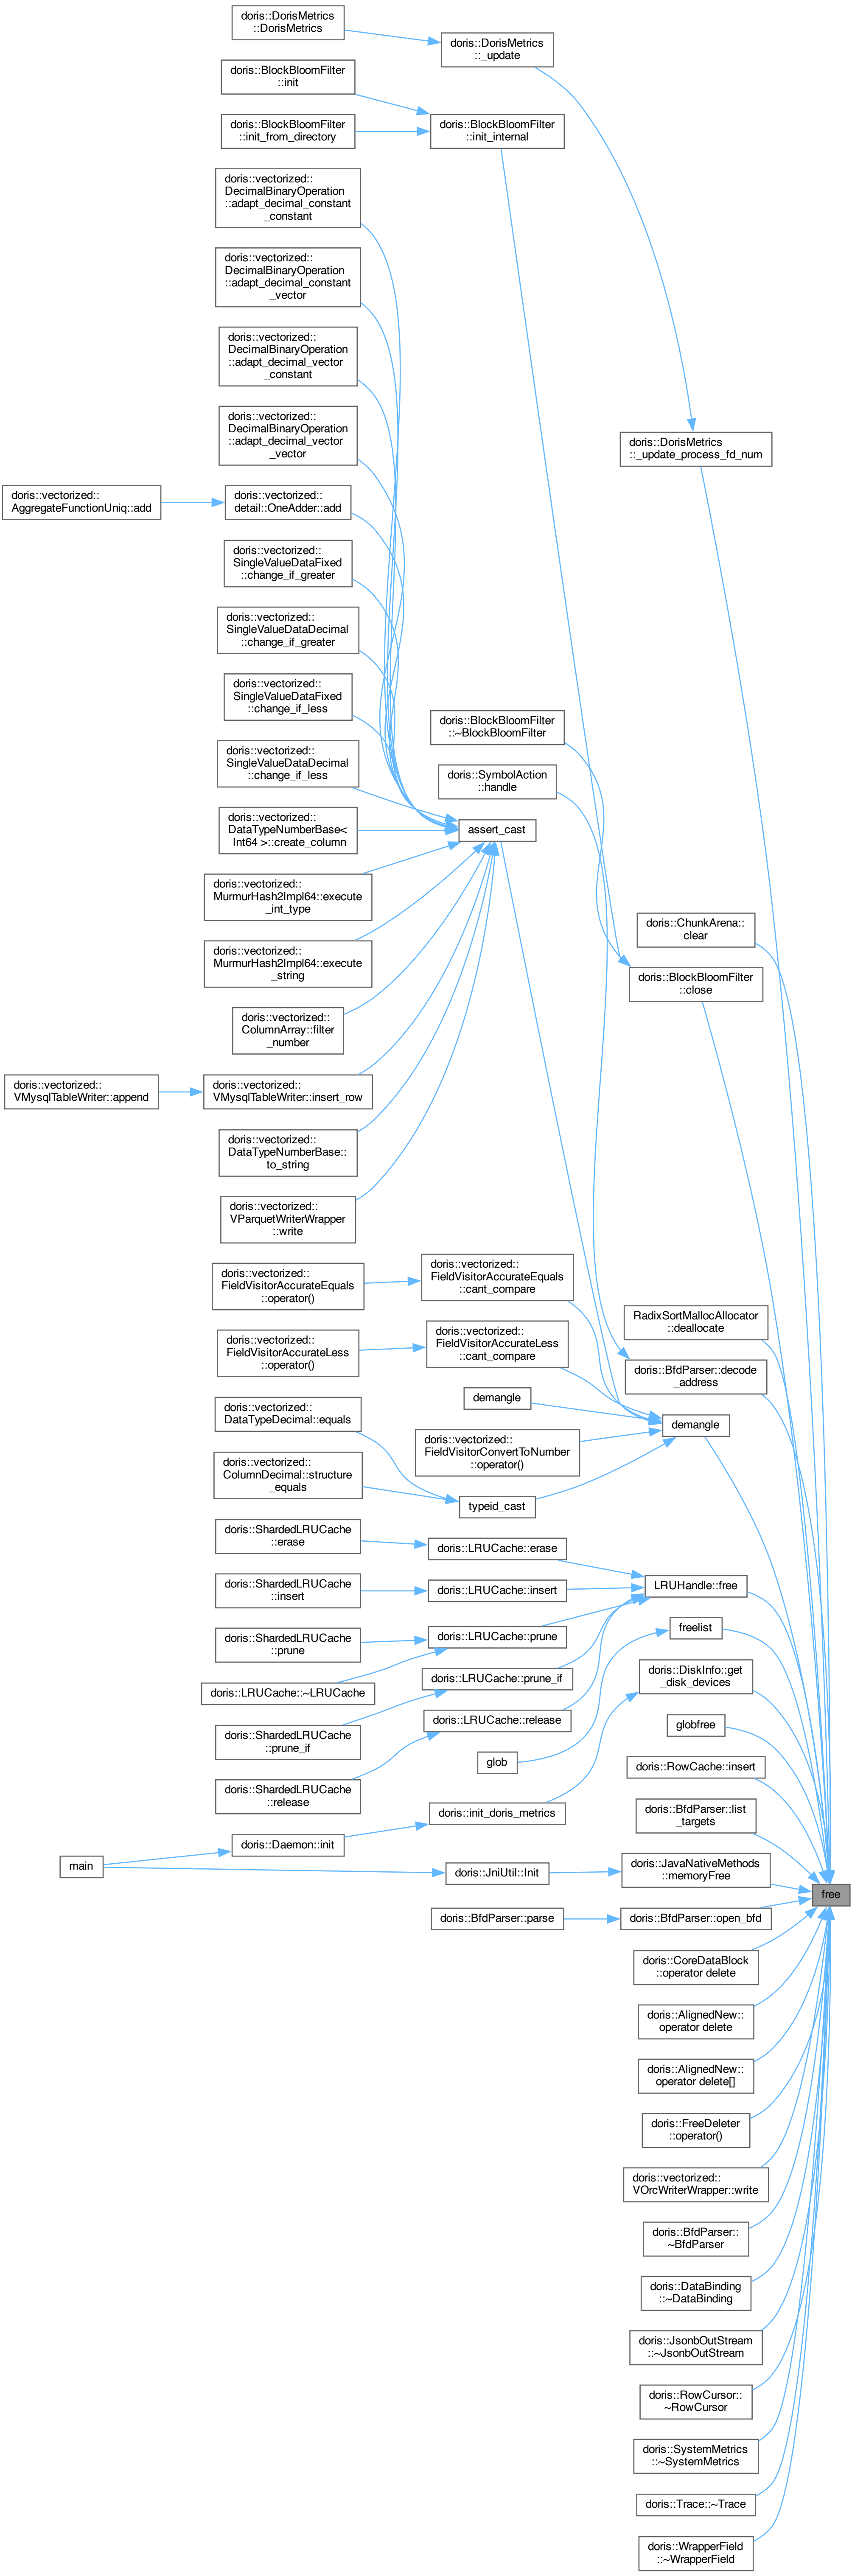 doris::DorisMetrics
::DorisMetrics
doris::DorisMetrics
::_update
doris::BlockBloomFilter
::init
doris::BlockBloomFilter
::init_from_directory
doris::BlockBloomFilter
::init_internal
doris::vectorized::
DecimalBinaryOperation
::adapt_decimal_constant
_constant
doris::vectorized::
DecimalBinaryOperation
::adapt_decimal_constant
_vector
doris::vectorized::
DecimalBinaryOperation
::adapt_decimal_vector
_constant
doris::vectorized::
DecimalBinaryOperation
::adapt_decimal_vector
_vector
doris::DorisMetrics
::_update_process_fd_num
doris::vectorized::
AggregateFunctionUniq::add
doris::vectorized::
detail::OneAdder::add
doris::vectorized::
SingleValueDataFixed
::change_if_greater
doris::vectorized::
SingleValueDataDecimal
::change_if_greater
doris::vectorized::
SingleValueDataFixed
::change_if_less
doris::vectorized::
SingleValueDataDecimal
::change_if_less
doris::BlockBloomFilter
::~BlockBloomFilter
doris::SymbolAction
::handle
doris::vectorized::
DataTypeNumberBase<
Int64 >::create_column
assert_cast
doris::vectorized::
MurmurHash2Impl64::execute
_int_type
doris::vectorized::
MurmurHash2Impl64::execute
_string
doris::ChunkArena::
clear
doris::BlockBloomFilter
::close
doris::vectorized::
ColumnArray::filter
_number
doris::vectorized::
VMysqlTableWriter::append
doris::vectorized::
VMysqlTableWriter::insert_row
doris::vectorized::
DataTypeNumberBase::
to_string
doris::vectorized::
VParquetWriterWrapper
::write
doris::vectorized::
FieldVisitorAccurateEquals
::operator()
doris::vectorized::
FieldVisitorAccurateEquals
::cant_compare
doris::vectorized::
FieldVisitorAccurateLess
::operator()
doris::vectorized::
FieldVisitorAccurateLess
::cant_compare
RadixSortMallocAllocator
::deallocate
doris::BfdParser::decode
_address
demangle
demangle
doris::vectorized::
DataTypeDecimal::equals
doris::vectorized::
FieldVisitorConvertToNumber
::operator()
doris::vectorized::
ColumnDecimal::structure
_equals
typeid_cast
doris::ShardedLRUCache
::erase
doris::LRUCache::erase
doris::ShardedLRUCache
::insert
doris::LRUCache::insert
LRUHandle::free
doris::ShardedLRUCache
::prune
doris::LRUCache::prune
freelist
doris::LRUCache::~LRUCache
doris::LRUCache::prune_if
doris::DiskInfo::get
_disk_devices
doris::ShardedLRUCache
::prune_if
doris::LRUCache::release
globfree
glob
doris::RowCache::insert
doris::ShardedLRUCache
::release
doris::init_doris_metrics
doris::BfdParser::list
_targets
doris::Daemon::init
main
doris::JniUtil::Init
doris::JavaNativeMethods
::memoryFree
free
doris::BfdParser::parse
doris::BfdParser::open_bfd
doris::CoreDataBlock
::operator delete
doris::AlignedNew::
operator delete
doris::AlignedNew::
operator delete[]
doris::FreeDeleter
::operator()
doris::vectorized::
VOrcWriterWrapper::write
doris::BfdParser::
~BfdParser
doris::DataBinding
::~DataBinding
doris::JsonbOutStream
::~JsonbOutStream
doris::RowCursor::
~RowCursor
doris::SystemMetrics
::~SystemMetrics
doris::Trace::~Trace
doris::WrapperField
::~WrapperField